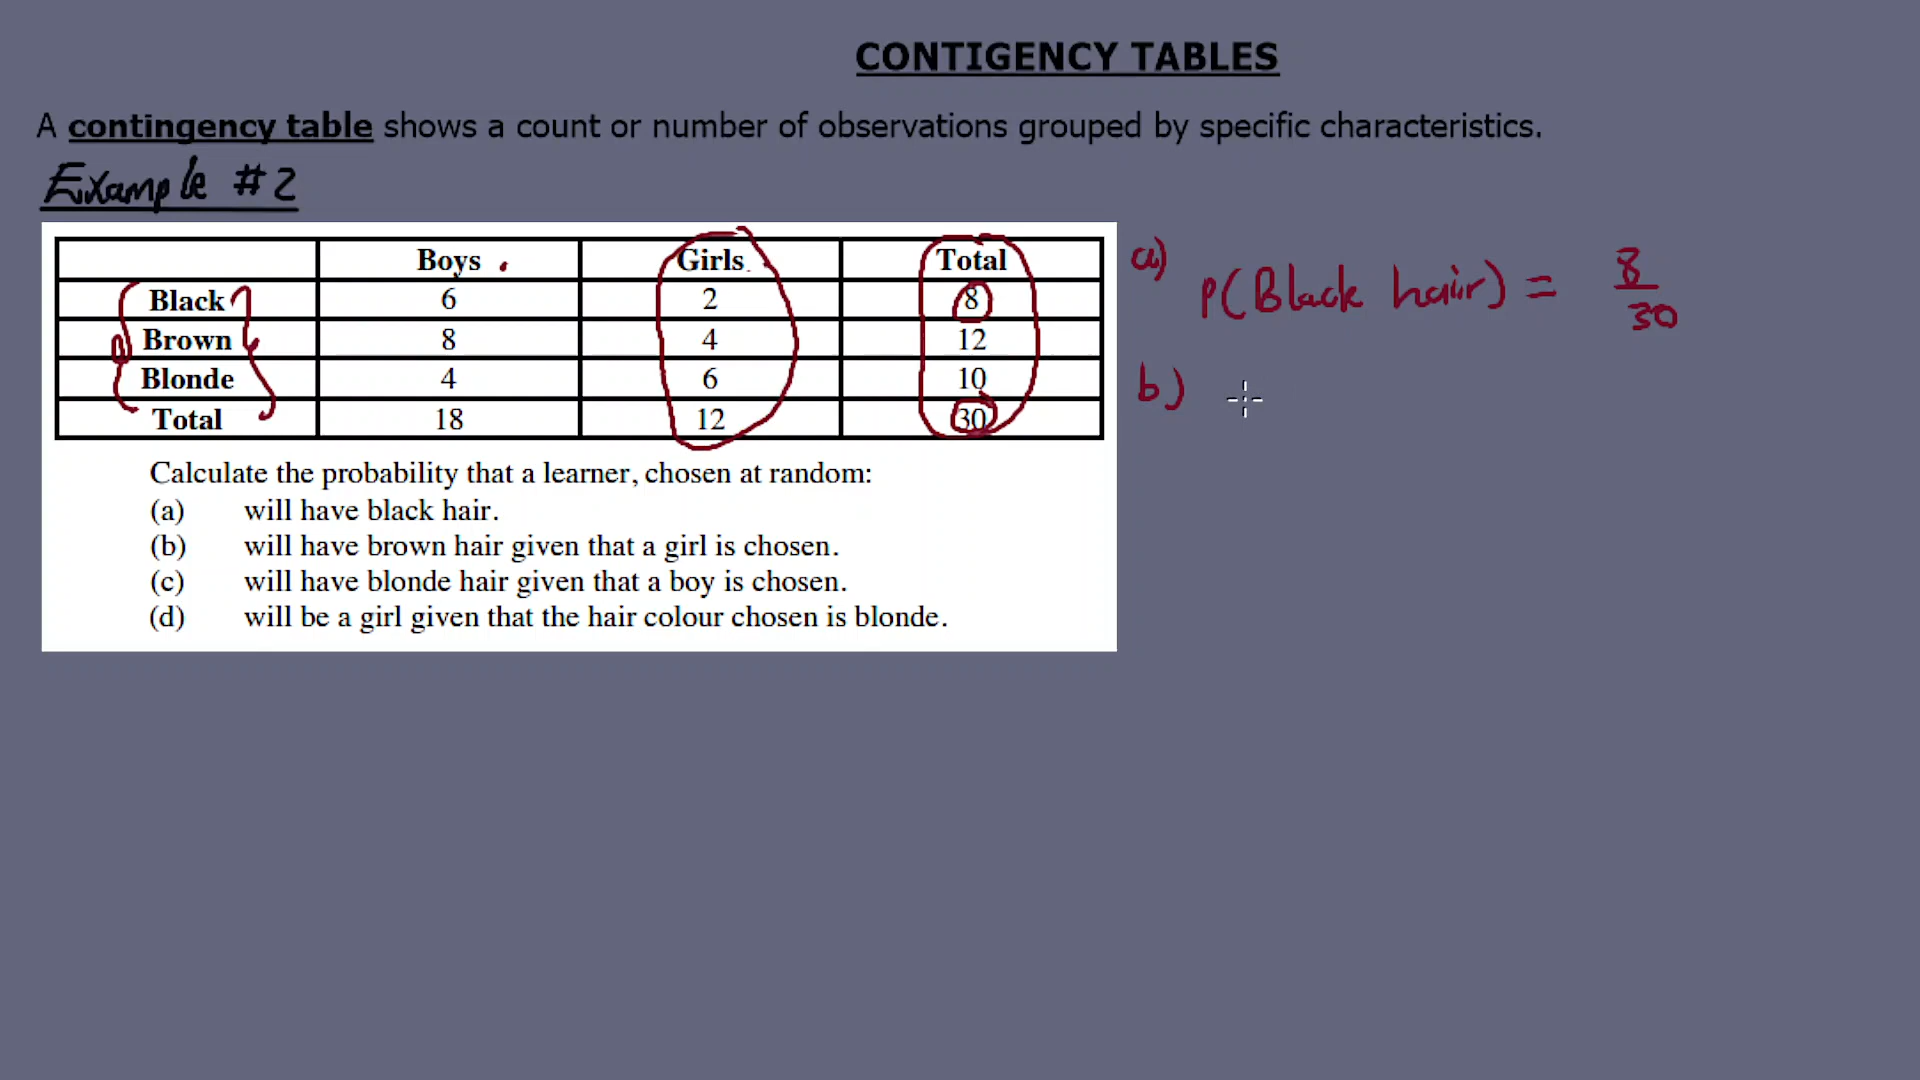 CONTIGENCY TABLES
A contingency table shows a count or number of observations grouped by specific characteristics.
Example #2
Boys Girls Total
Black 6 2 8
Brown 8 4 12
Blonde 4 6 10
Total 18 12 30
Calculate the probability that a learner, chosen at random:
(a) will have black hair.
(b) will have brown hair given that a girl is chosen.
(c) will have blonde hair given that a boy is chosen.
(d) will be a girl given that the hair colour chosen is blonde.
a) P(Black hair) = 8/30
b)